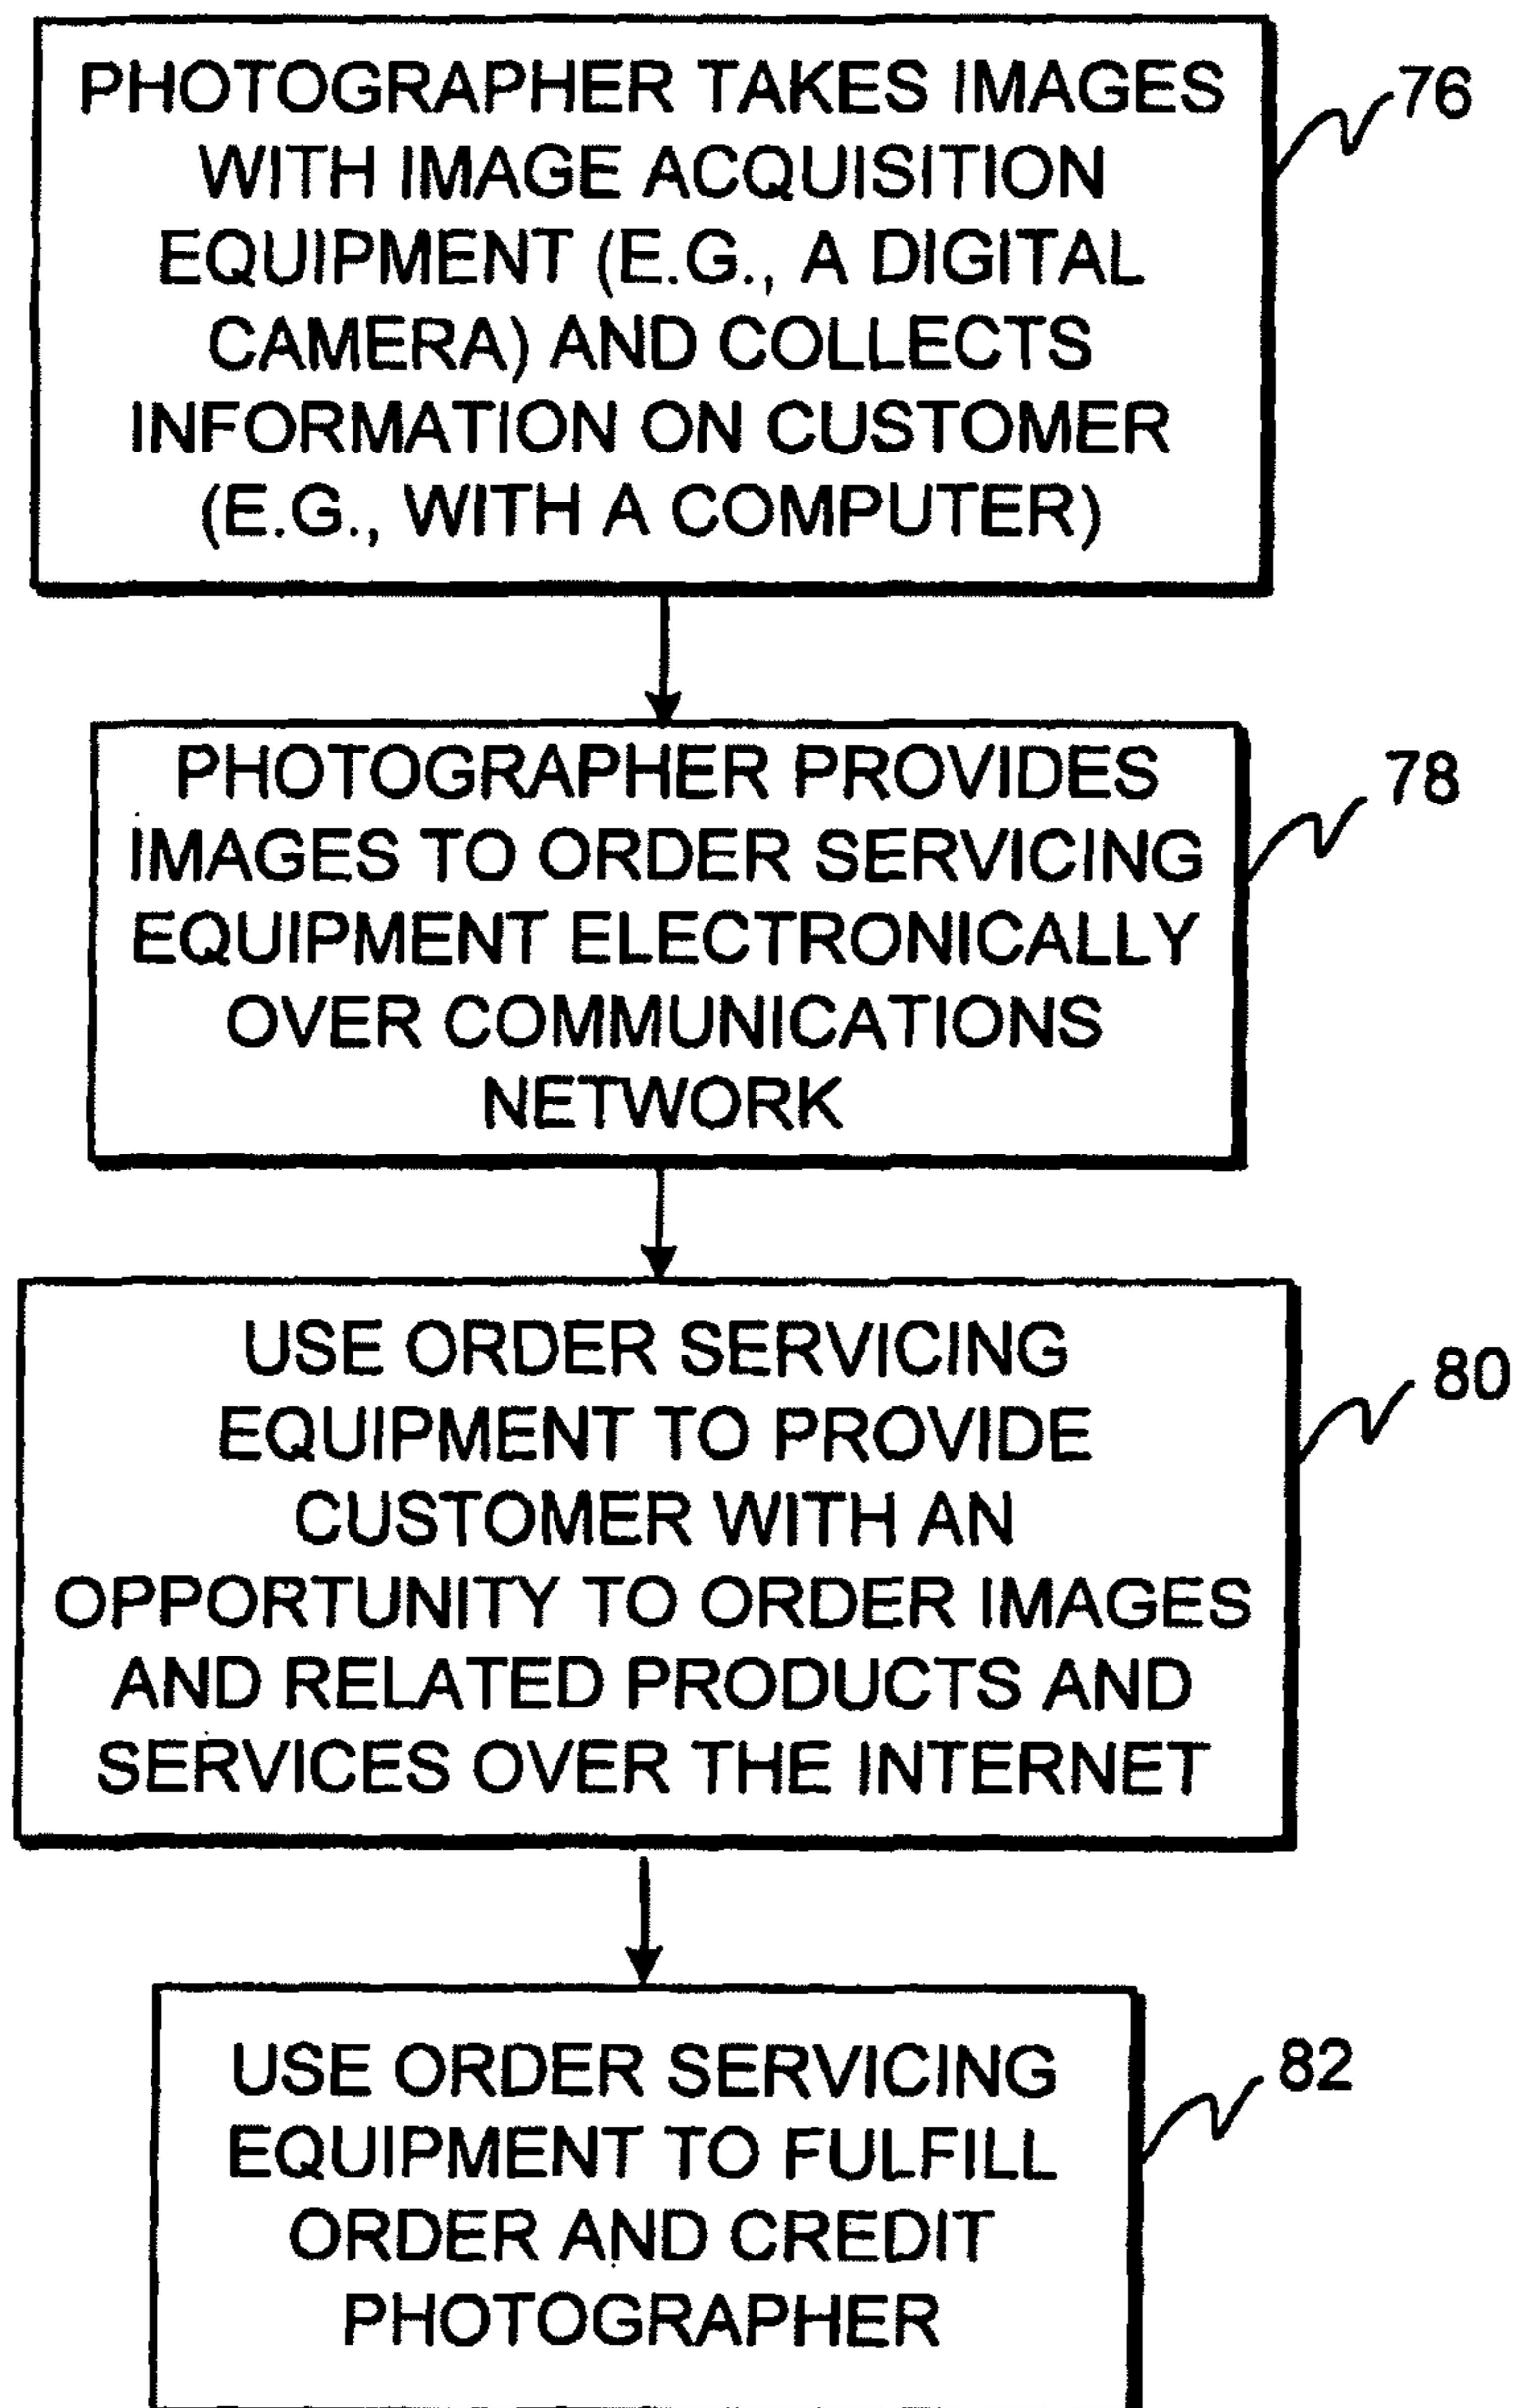 PHOTOGRAPHER TAKES IMAGES
WITH IMAGE ACQUISITION
EQUIPMENT (E.G., A DIGITAL
CAMERA) AND COLLECTS
INFORMATION ON CUSTOMER
(E.G., WITH A COMPUTER)
76
PHOTOGRAPHER PROVIDES
IMAGES TO ORDER SERVICING
EQUIPMENT ELECTRONICALLY
OVER COMMUNICATIONS
NETWORK
78
USE ORDER SERVICING
EQUIPMENT TO PROVIDE
CUSTOMER WITH AN
OPPORTUNITY TO ORDER IMAGES
AND RELATED PRODUCTS AND
SERVICES OVER THE INTERNET
80
USE ORDER SERVICING
EQUIPMENT TO FULFILL
ORDER AND CREDIT
PHOTOGRAPHER
82